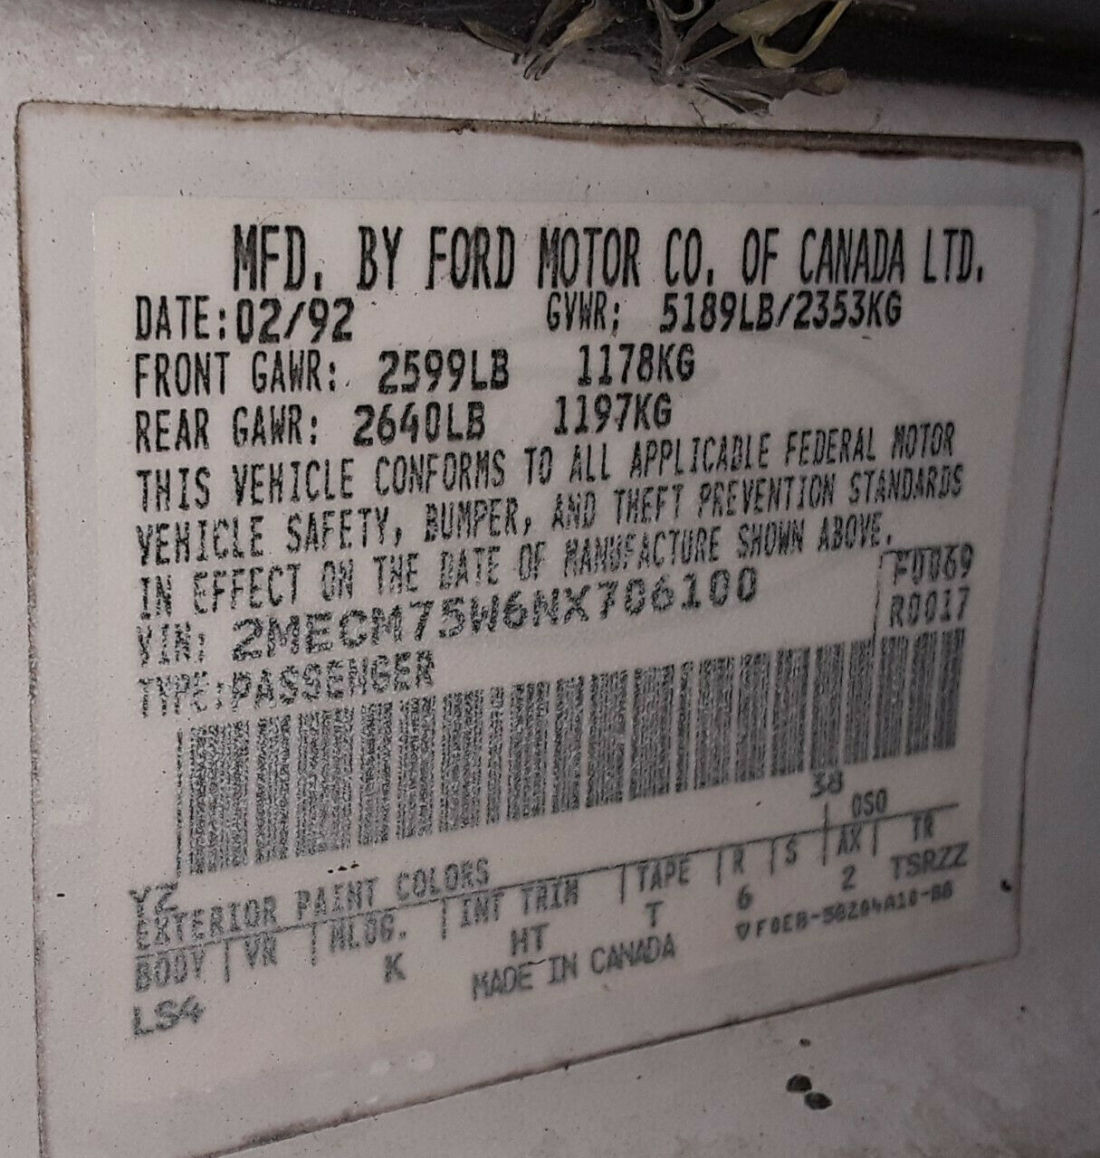 MFD. BY FORD MOTOR CO. OF CANADA LTD.
DATE:02/92 GVWR: 5189LB/2353KG
FRONT GAWR: 2599LB 1178KG
REAR GAWR: 2640LB 1197KG
THIS VEHICLE CONFORMS TO ALL APPLICABLE FEDERAL MOTOR
VEHICLE SAFETY, BUMPER, AND THEFT PREVENTION STANDARDS
IN EFFECT ON THE DATE OF MANUFACTURE SHOWN ABOVE.
VIN: 2MECM75W6NX706100 F0069
TYPE:PASSENGER R0017
38
YZ DSO
EXTERIOR PAINT COLORS
BODY | VR | MLDG. | INT TRIM | TAPE | R | S | AX | TR
LS4 K HT T 6 2 TSRZZ
MADE IN CANADA